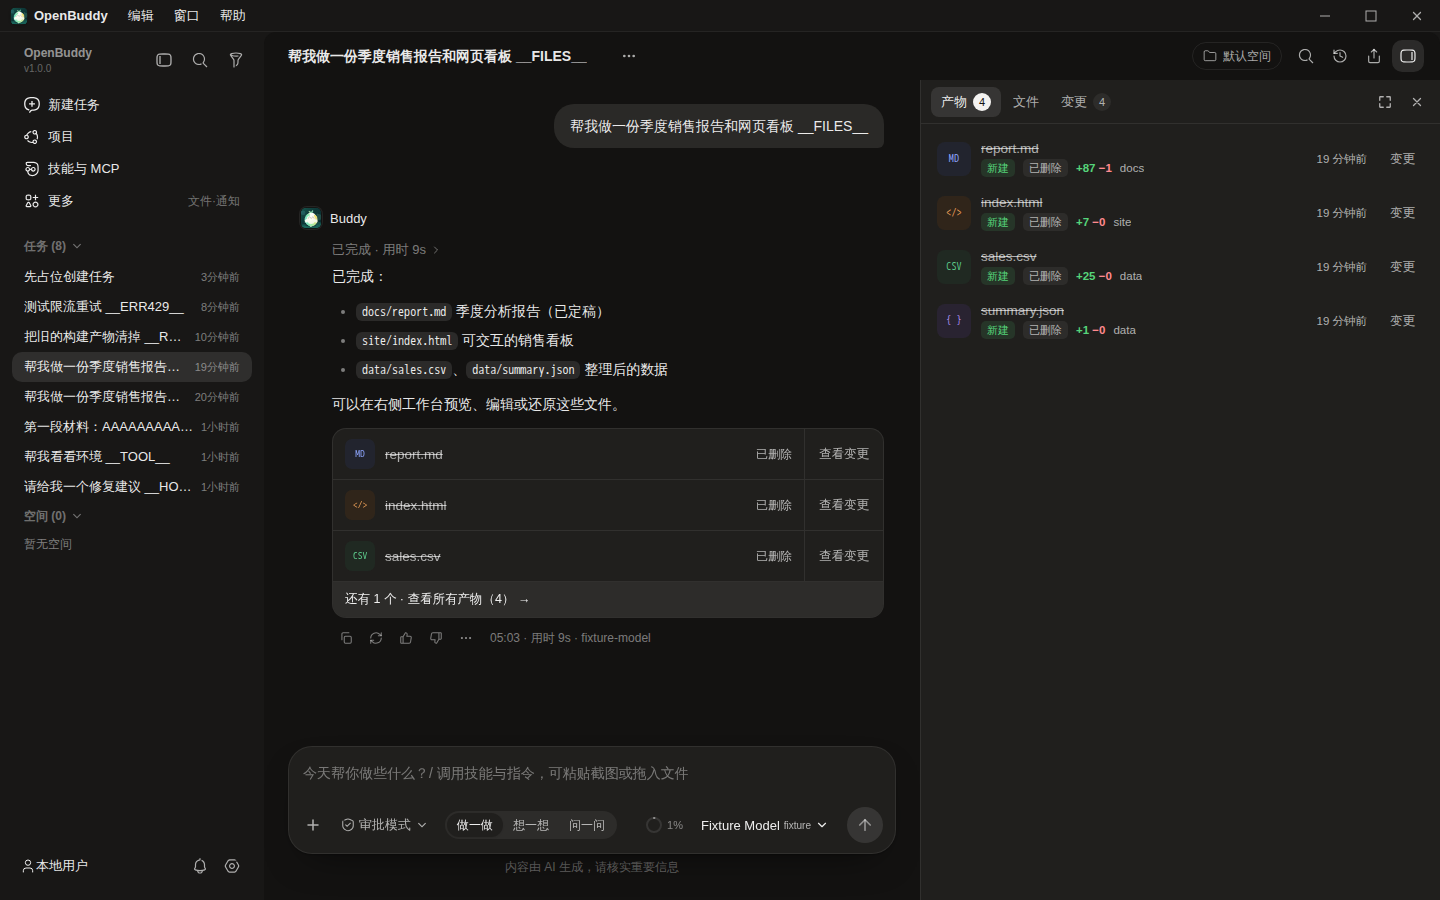 OpenBuddy 编辑 窗口 帮助
OpenBuddy
v1.0.0
新建任务
项目
技能与 MCP
更多 文件·通知
任务 (8)
先占位创建任务 3分钟前
测试限流重试 __ERR429__ 8分钟前
把旧的构建产物清掉 __R… 10分钟前
帮我做一份季度销售报告… 19分钟前
帮我做一份季度销售报告… 20分钟前
第一段材料：AAAAAAAAA… 1小时前
帮我看看环境 __TOOL__ 1小时前
请给我一个修复建议 __HO… 1小时前
空间 (0)
暂无空间
本地用户
帮我做一份季度销售报告和网页看板 __FILES__
默认空间
帮我做一份季度销售报告和网页看板 __FILES__
Buddy
已完成 · 用时 9s
已完成：
docs/report.md 季度分析报告（已定稿）
site/index.html 可交互的销售看板
data/sales.csv、data/summary.json 整理后的数据
可以在右侧工作台预览、编辑或还原这些文件。
MD report.md 已删除 查看变更
</> index.html 已删除 查看变更
CSV sales.csv 已删除 查看变更
还有 1 个 · 查看所有产物（4） →
05:03 · 用时 9s · fixture-model
今天帮你做些什么？/ 调用技能与指令，可粘贴截图或拖入文件
审批模式 做一做 想一想 问一问 1% Fixture Model fixture
内容由 AI 生成，请核实重要信息
产物 4 文件 变更 4
MD report.md
新建 已删除 +87 −1 docs 19 分钟前 变更
</> index.html
新建 已删除 +7 −0 site 19 分钟前 变更
CSV sales.csv
新建 已删除 +25 −0 data 19 分钟前 变更
{ } summary.json
新建 已删除 +1 −0 data 19 分钟前 变更